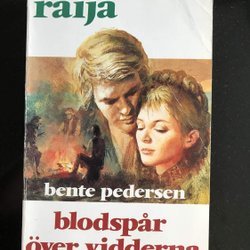 raija
bente pedersen
blodspår
över vidderna